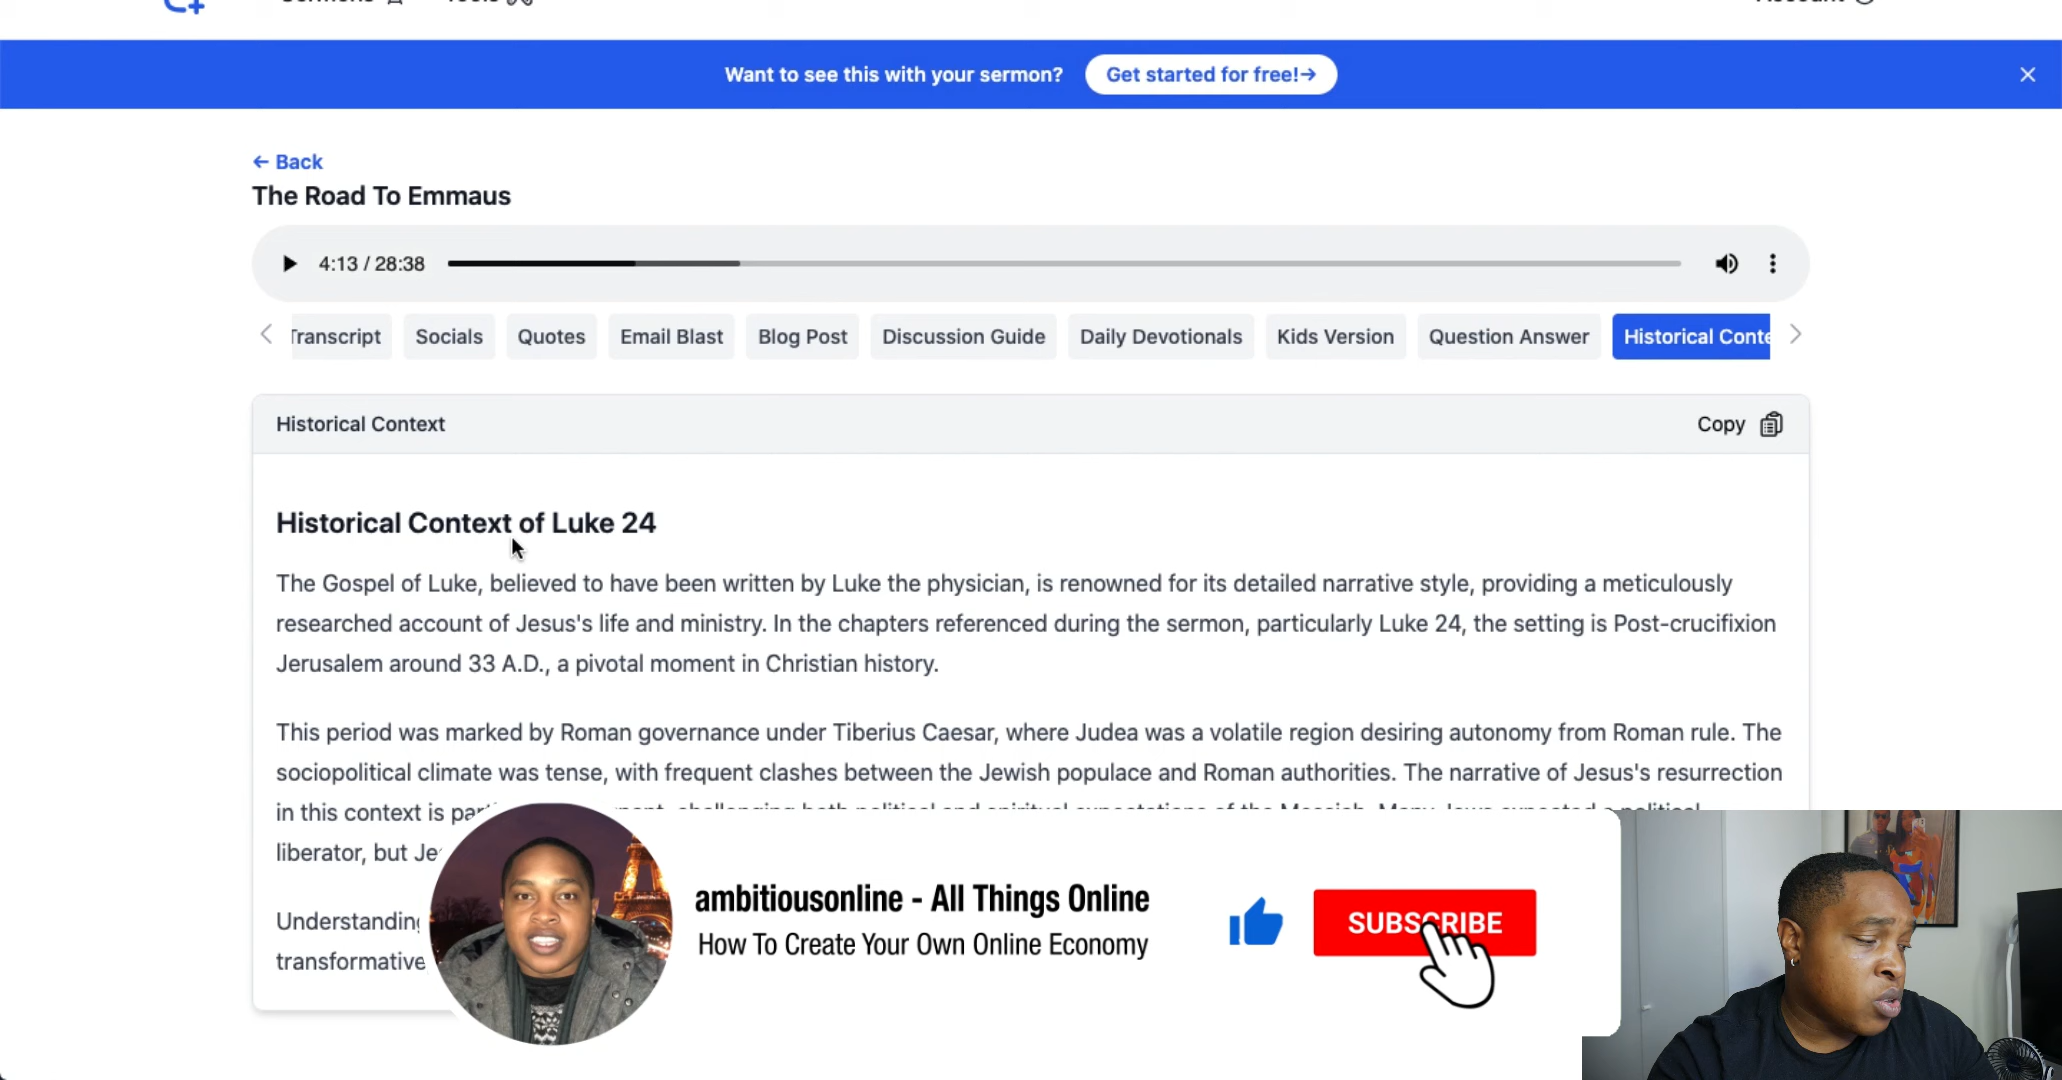 Want to see this with your sermon? Get started for free!→
← Back
The Road To Emmaus
4:13 / 28:38
Transcript Socials Quotes Email Blast Blog Post Discussion Guide Daily Devotionals Kids Version Question Answer Historical Conte
Historical Context Copy
Historical Context of Luke 24
The Gospel of Luke, believed to have been written by Luke the physician, is renowned for its detailed narrative style, providing a meticulously
researched account of Jesus's life and ministry. In the chapters referenced during the sermon, particularly Luke 24, the setting is Post-crucifixion
Jerusalem around 33 A.D., a pivotal moment in Christian history.
This period was marked by Roman governance under Tiberius Caesar, where Judea was a volatile region desiring autonomy from Roman rule. The
sociopolitical climate was tense, with frequent clashes between the Jewish populace and Roman authorities. The narrative of Jesus's resurrection
in this context is
liberator, but
Understanding
transformative
ambitiousonline - All Things Online
How To Create Your Own Online Economy
SUBSCRIBE